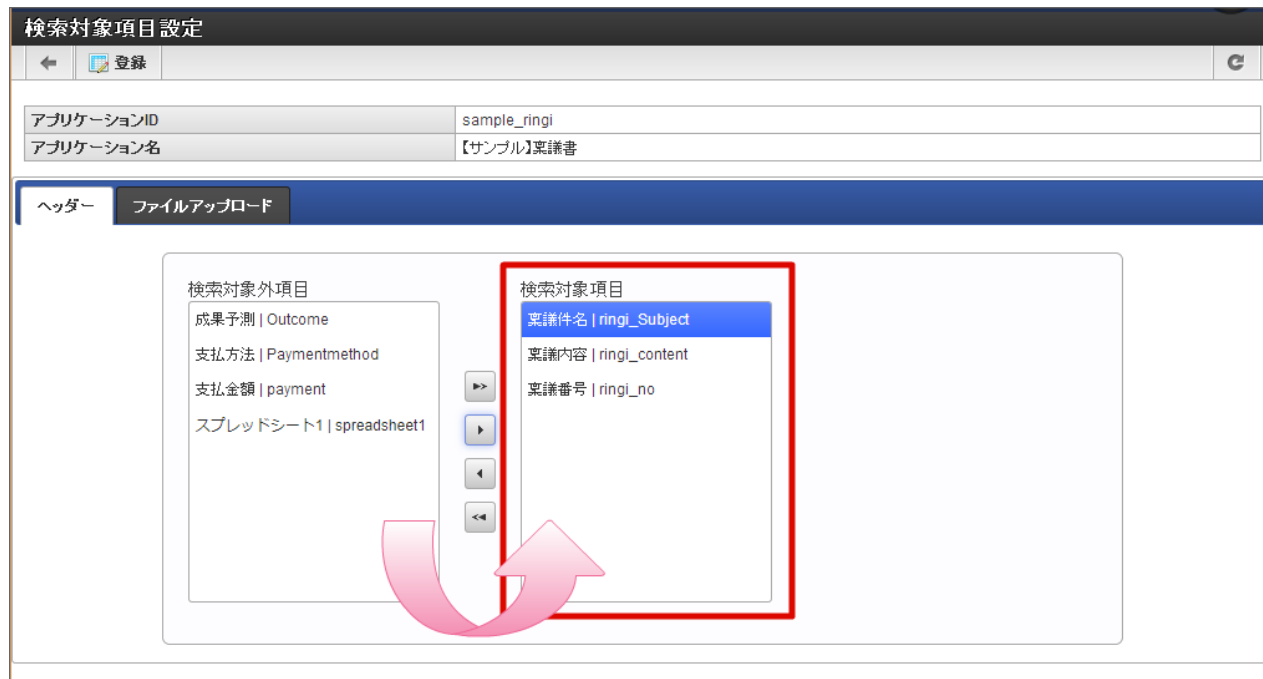 検索対象項目設定
登録
アプリケーションID sample_ringi
アプリケーション名 【サンプル】稟議書
ヘッダー ファイルアップロード
検索対象外項目
成果予測 | Outcome
支払方法 | Paymentmethod
支払金額 | payment
スプレッドシート1 | spreadsheet1
検索対象項目
稟議件名 | ringi_Subject
稟議内容 | ringi_content
稟議番号 | ringi_no